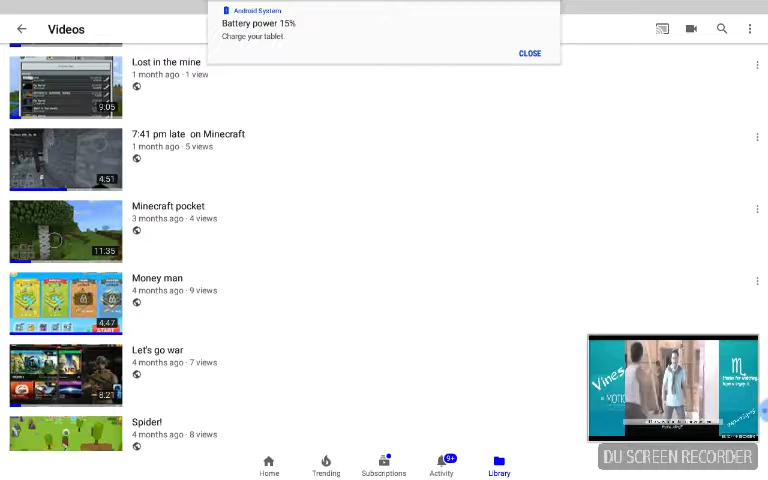 Android System
Battery power 15%
Charge your tablet.
CLOSE
Videos
Lost in the mine
1 month ago · 1 view
9:05
7:41 pm late on Minecraft
1 month ago · 5 views
4:51
Minecraft pocket
3 months ago · 4 views
11:35
Money man
4 months ago · 9 views
4:47
START
Let's go war
4 months ago · 7 views
8:21
Spider!
4 months ago · 8 views
Vines
m
DU SCREEN RECORDER
Home
Trending
Subscriptions
9+
Activity
Library